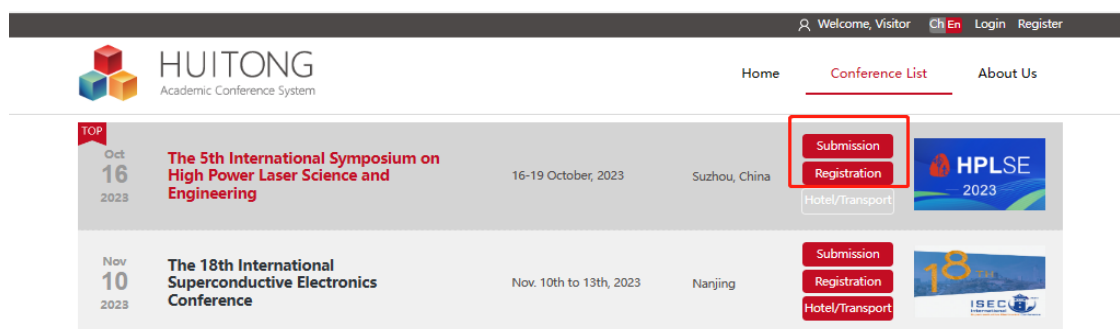 Welcome, Visitor Ch En Login Register
HUITONG
Academic Conference System
Home Conference List About Us
TOP
Oct
16
2023
The 5th International Symposium on
High Power Laser Science and
Engineering
16-19 October, 2023
Suzhou, China
Submission
Registration
Hotel/Transport
HPLSE
2023
Nov
10
2023
The 18th International
Superconductive Electronics
Conference
Nov. 10th to 13th, 2023
Nanjing
Submission
Registration
Hotel/Transport
18TH
ISEC